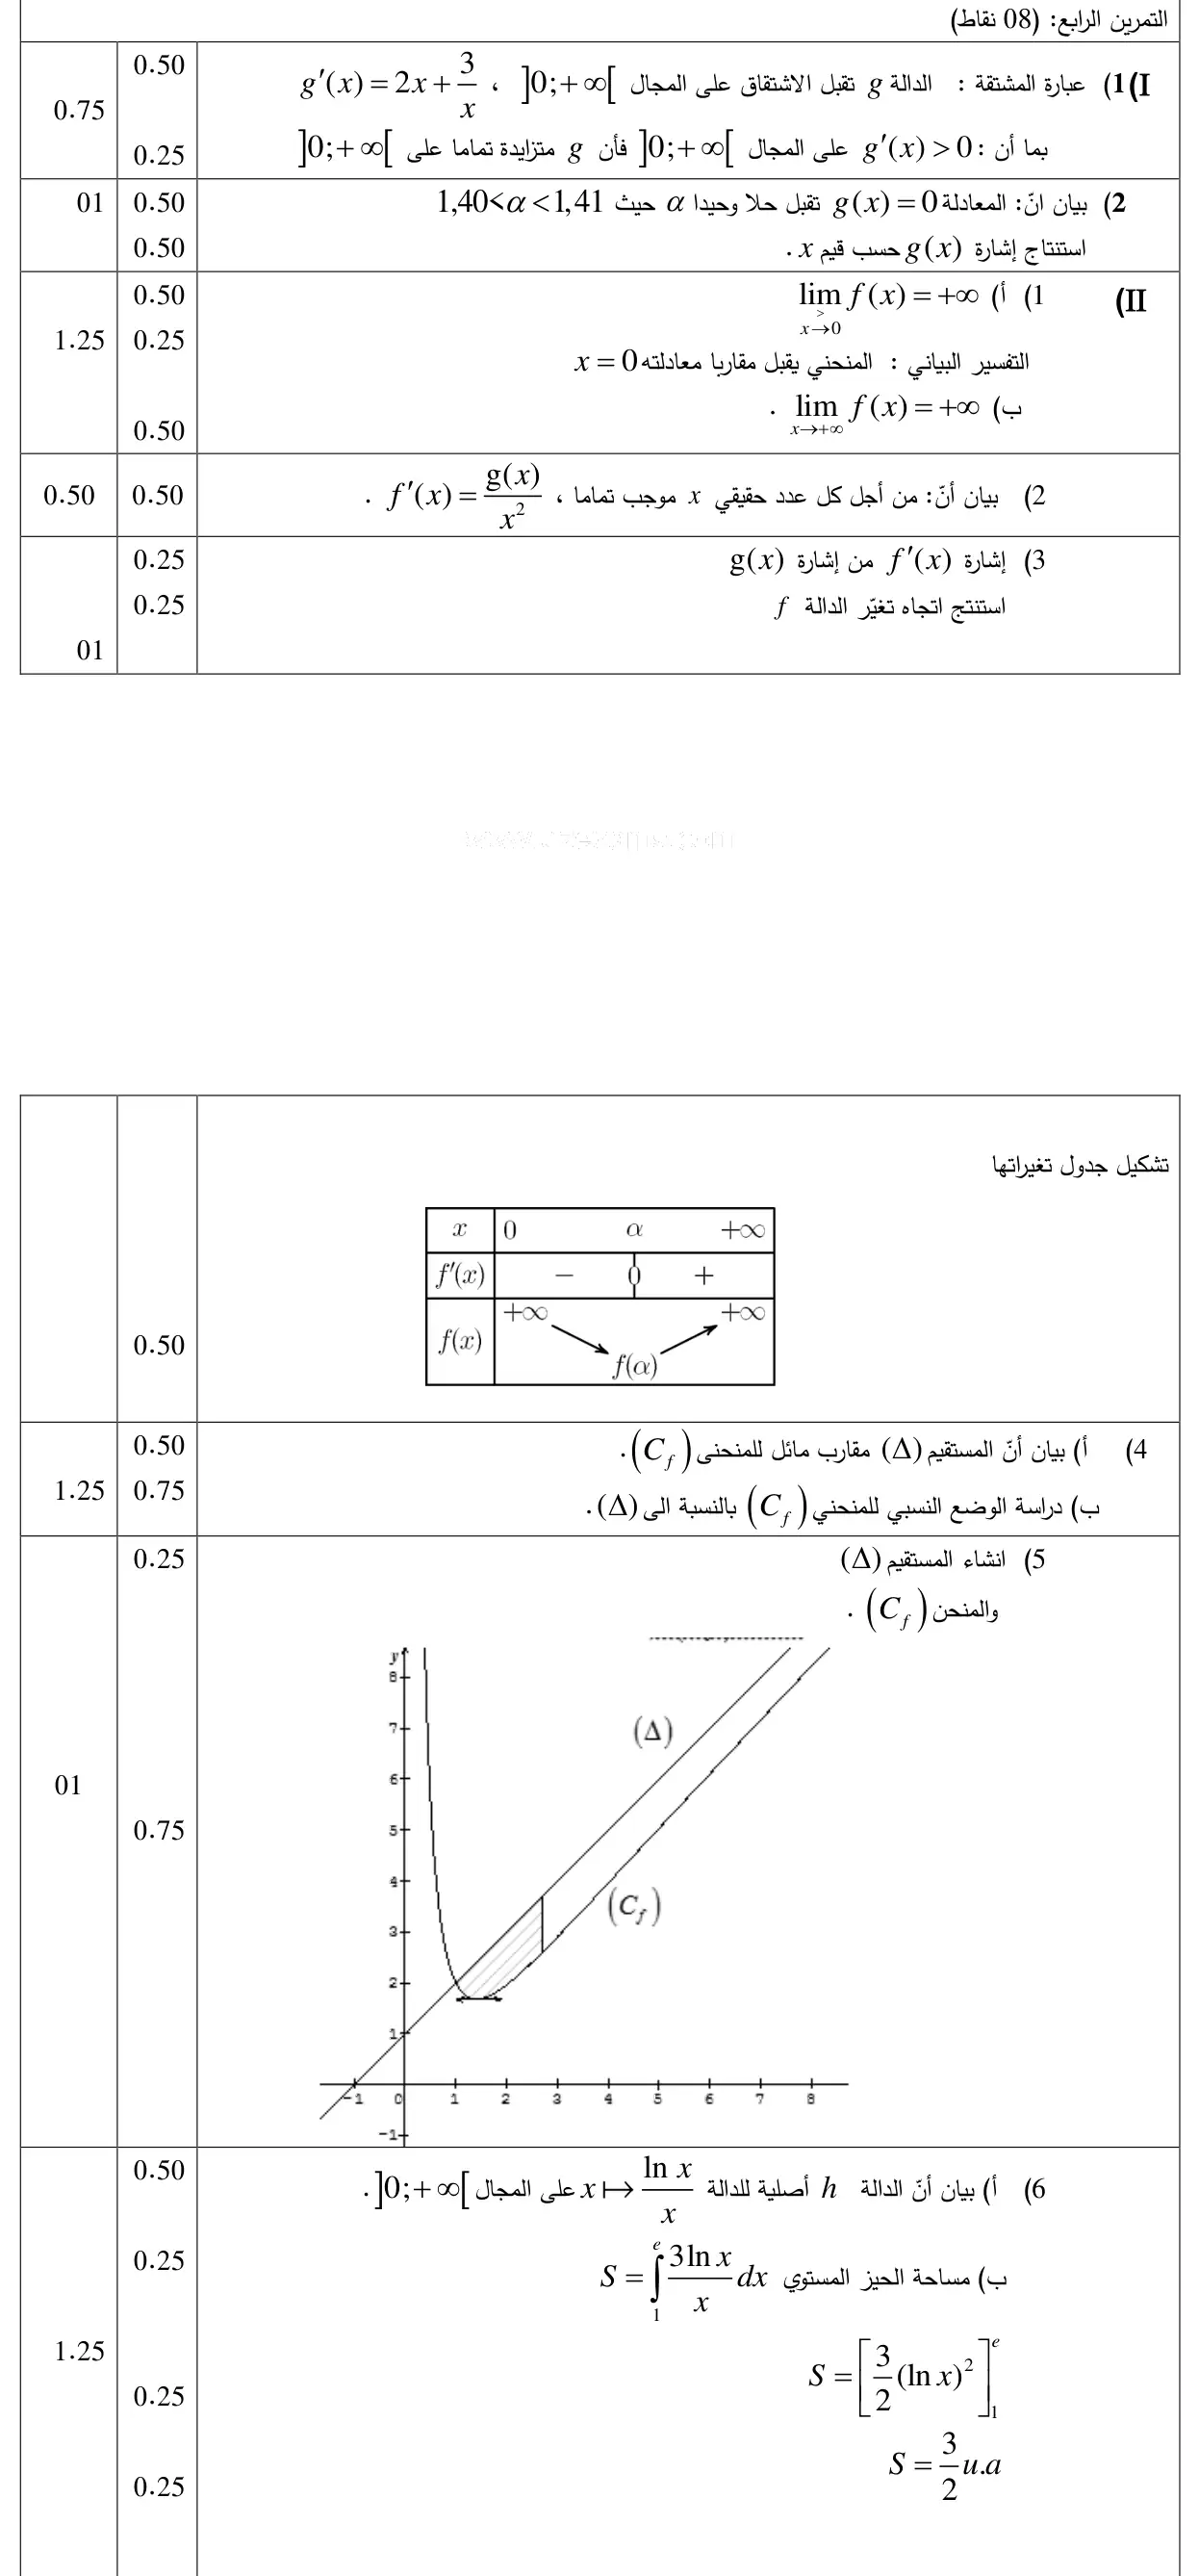 التمرين الرابع: (08 نقاط)
I)1) عبارة المشتقة : الدالة g تقبل الاشتقاق على المجال ]0;+∞[ ، g′(x) = 2x + 3/x 0.50
0.75
بما أن : g′(x) > 0 على المجال ]0;+∞[ فأن g متزايدة تماما على ]0;+∞[ 0.25
2) بيان انّ: المعادلة g(x) = 0 تقبل حلا وحيدا α حيث 1,40<α<1,41 0.50 01
استنتاج إشارة g(x) حسب قيم x . 0.50
II) 1) أ) lim x→0 > f(x) = +∞ 0.50
التفسير البياني : المنحني يقبل مقاربا معادلته x = 0 0.25 1.25
ب) lim x→+∞ f(x) = +∞ . 0.50
2) بيان أنّ: من أجل كل عدد حقيقي x موجب تماما ، f′(x) = g(x)/x² . 0.50 0.50
3) إشارة f′(x) من إشارة g(x) 0.25
استنتج اتجاه تغيّر الدالة f 0.25
01
تشكيل جدول تغيراتها
x 0 α +∞
f′(x) − 0 +
+∞ +∞
f(x) 0.50
f(α)
4) أ) بيان أنّ المستقيم (Δ) مقارب مائل للمنحنى (C_f). 0.50
ب) دراسة الوضع النسبي للمنحني (C_f) بالنسبة الى (Δ). 0.75 1.25
5) انشاء المستقيم (Δ) 0.25
والمنحن (C_f) .
y
8
7
(Δ)
6
01
5
0.75
4
(C_f)
3
2
1
-1 0 1 2 3 4 5 6 7 8
-1
6) أ) بيان أنّ الدالة h أصلية للدالة x ↦ ln x/x على المجال ]0;+∞[ . 0.50
ب) مساحة الحيز المستوي S = ∫₁ᵉ 3ln x/x dx 0.25
1.25
S = [3/2 (ln x)²]₁ᵉ 0.25
S = 3/2 u.a 0.25